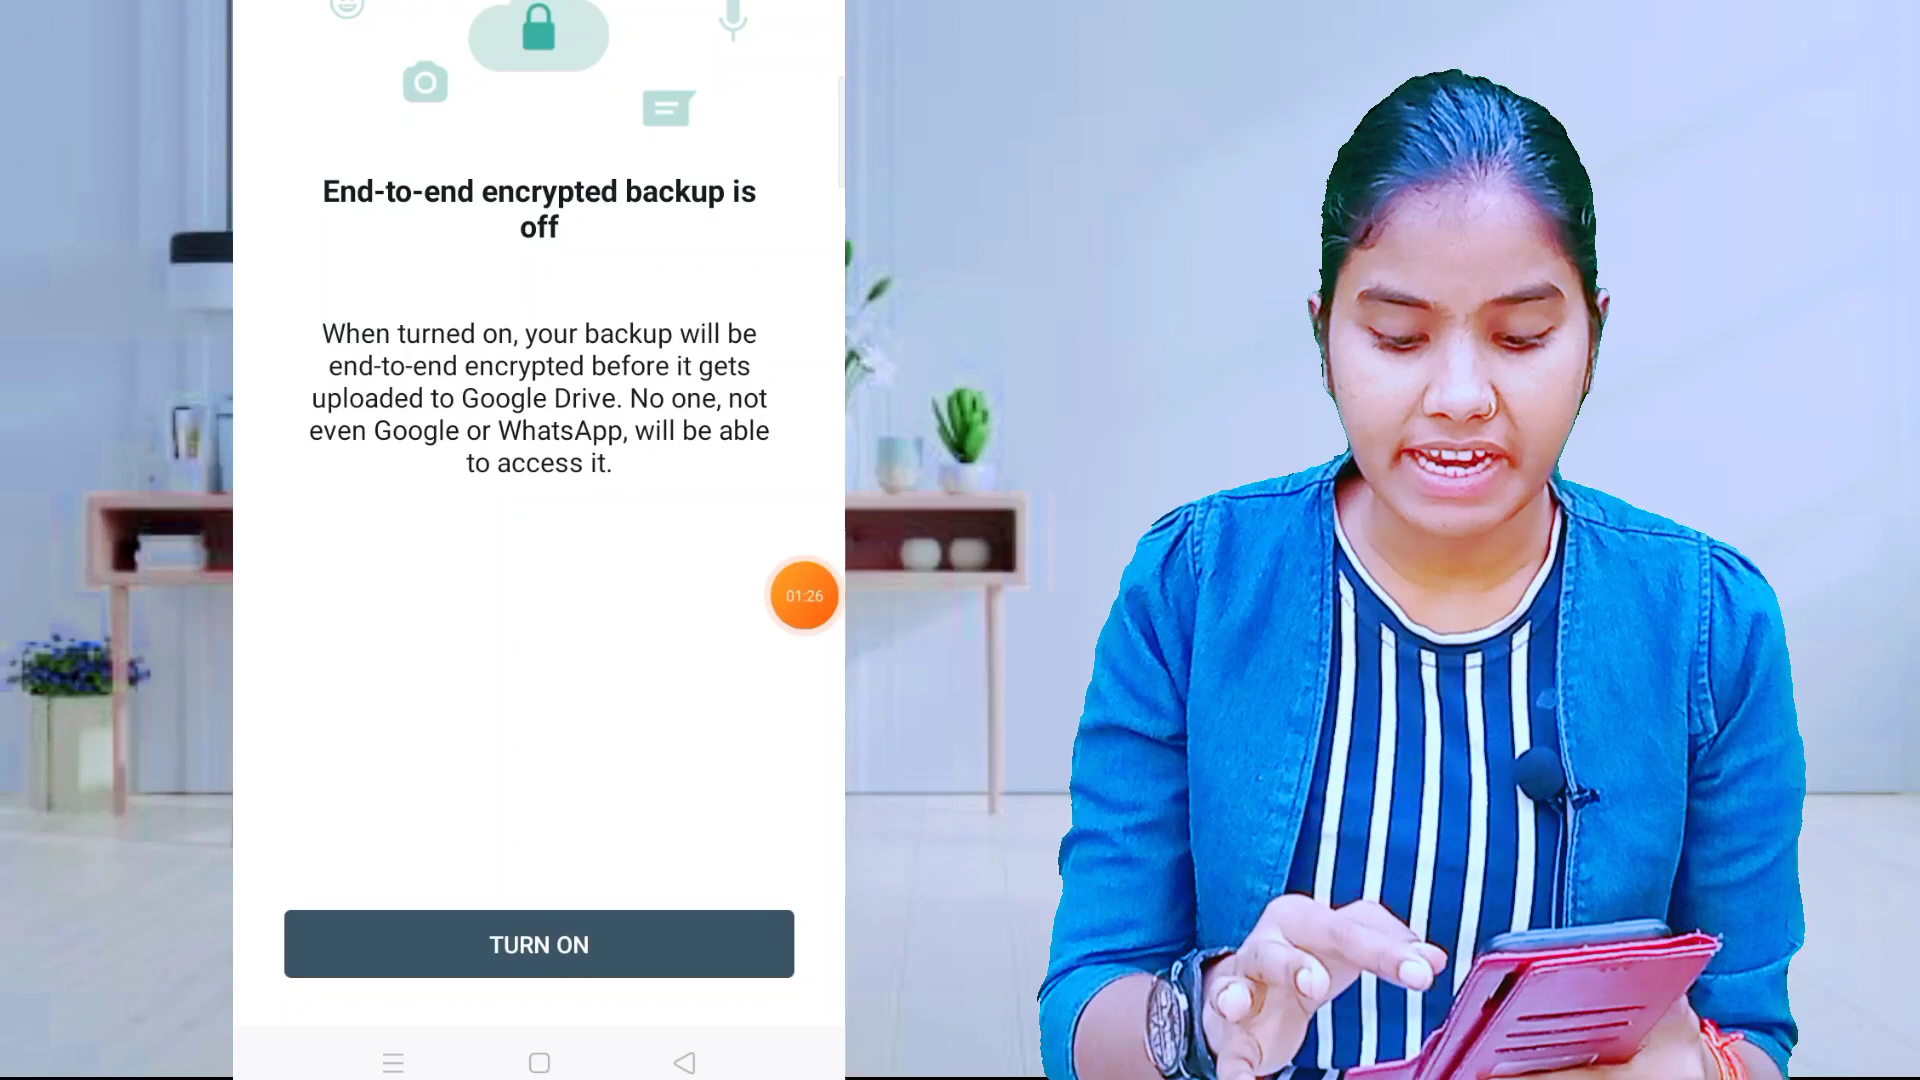 End-to-end encrypted backup is
off
When turned on, your backup will be
end-to-end encrypted before it gets
uploaded to Google Drive. No one, not
even Google or WhatsApp, will be able
to access it.
01:26
TURN ON